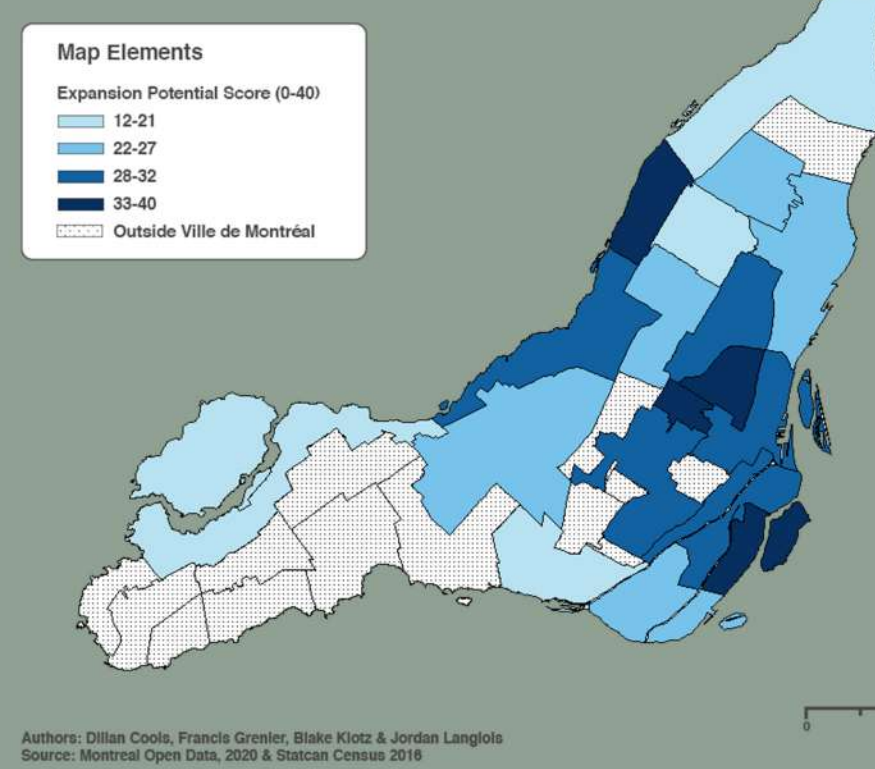 Map Elements
Expansion Potential Score (0-40)
12-21
22-27
28-32
33-40
Outside Ville de Montréal
0
Authors: Dillan Cools, Francis Grenier, Blake Klotz & Jordan Langlois
Source: Montreal Open Data, 2020 & Statcan Census 2016